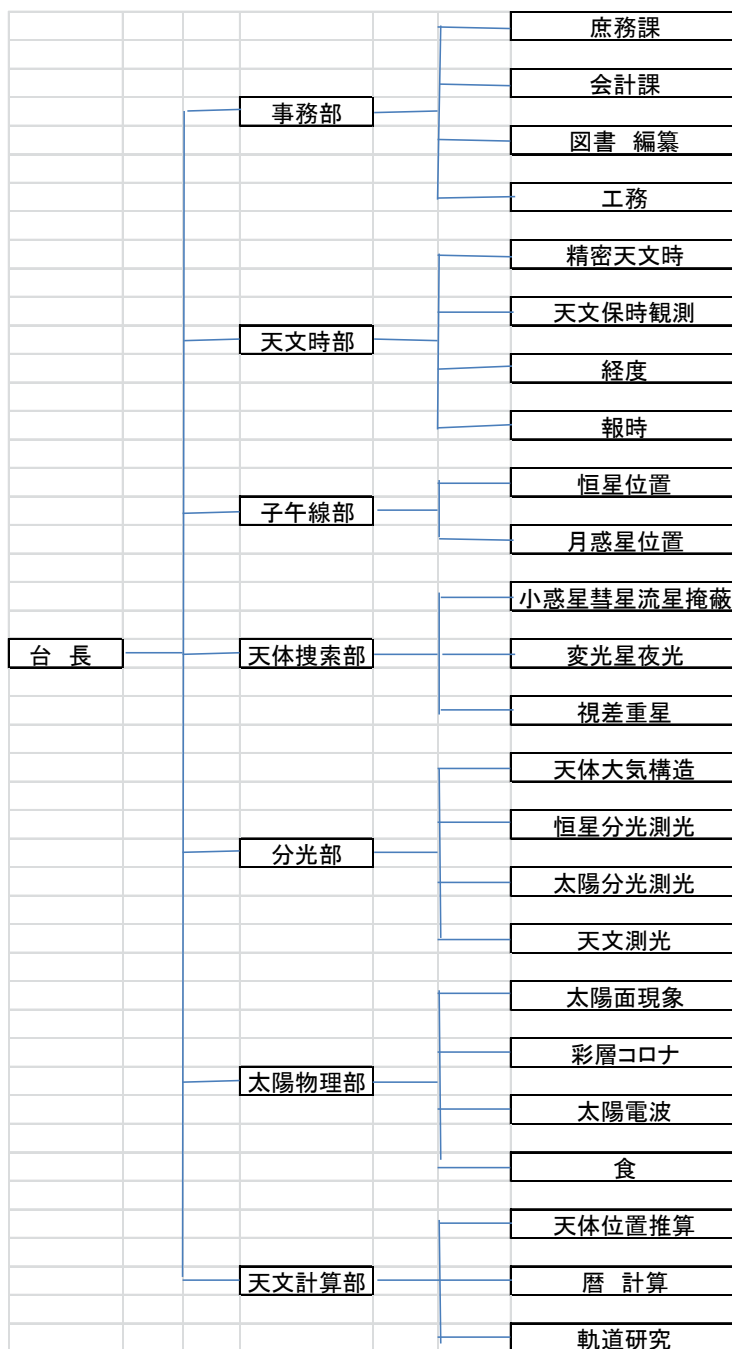 台 長
事務部
庶務課
会計課
図書 編纂
工務
天文時部
精密天文時
天文保時観測
経度
報時
子午線部
恒星位置
月惑星位置
天体捜索部
小惑星彗星流星掩蔽
変光星夜光
視差重星
分光部
天体大気構造
恒星分光測光
太陽分光測光
天文測光
太陽物理部
太陽面現象
彩層コロナ
太陽電波
食
天文計算部
天体位置推算
暦 計算
軌道研究